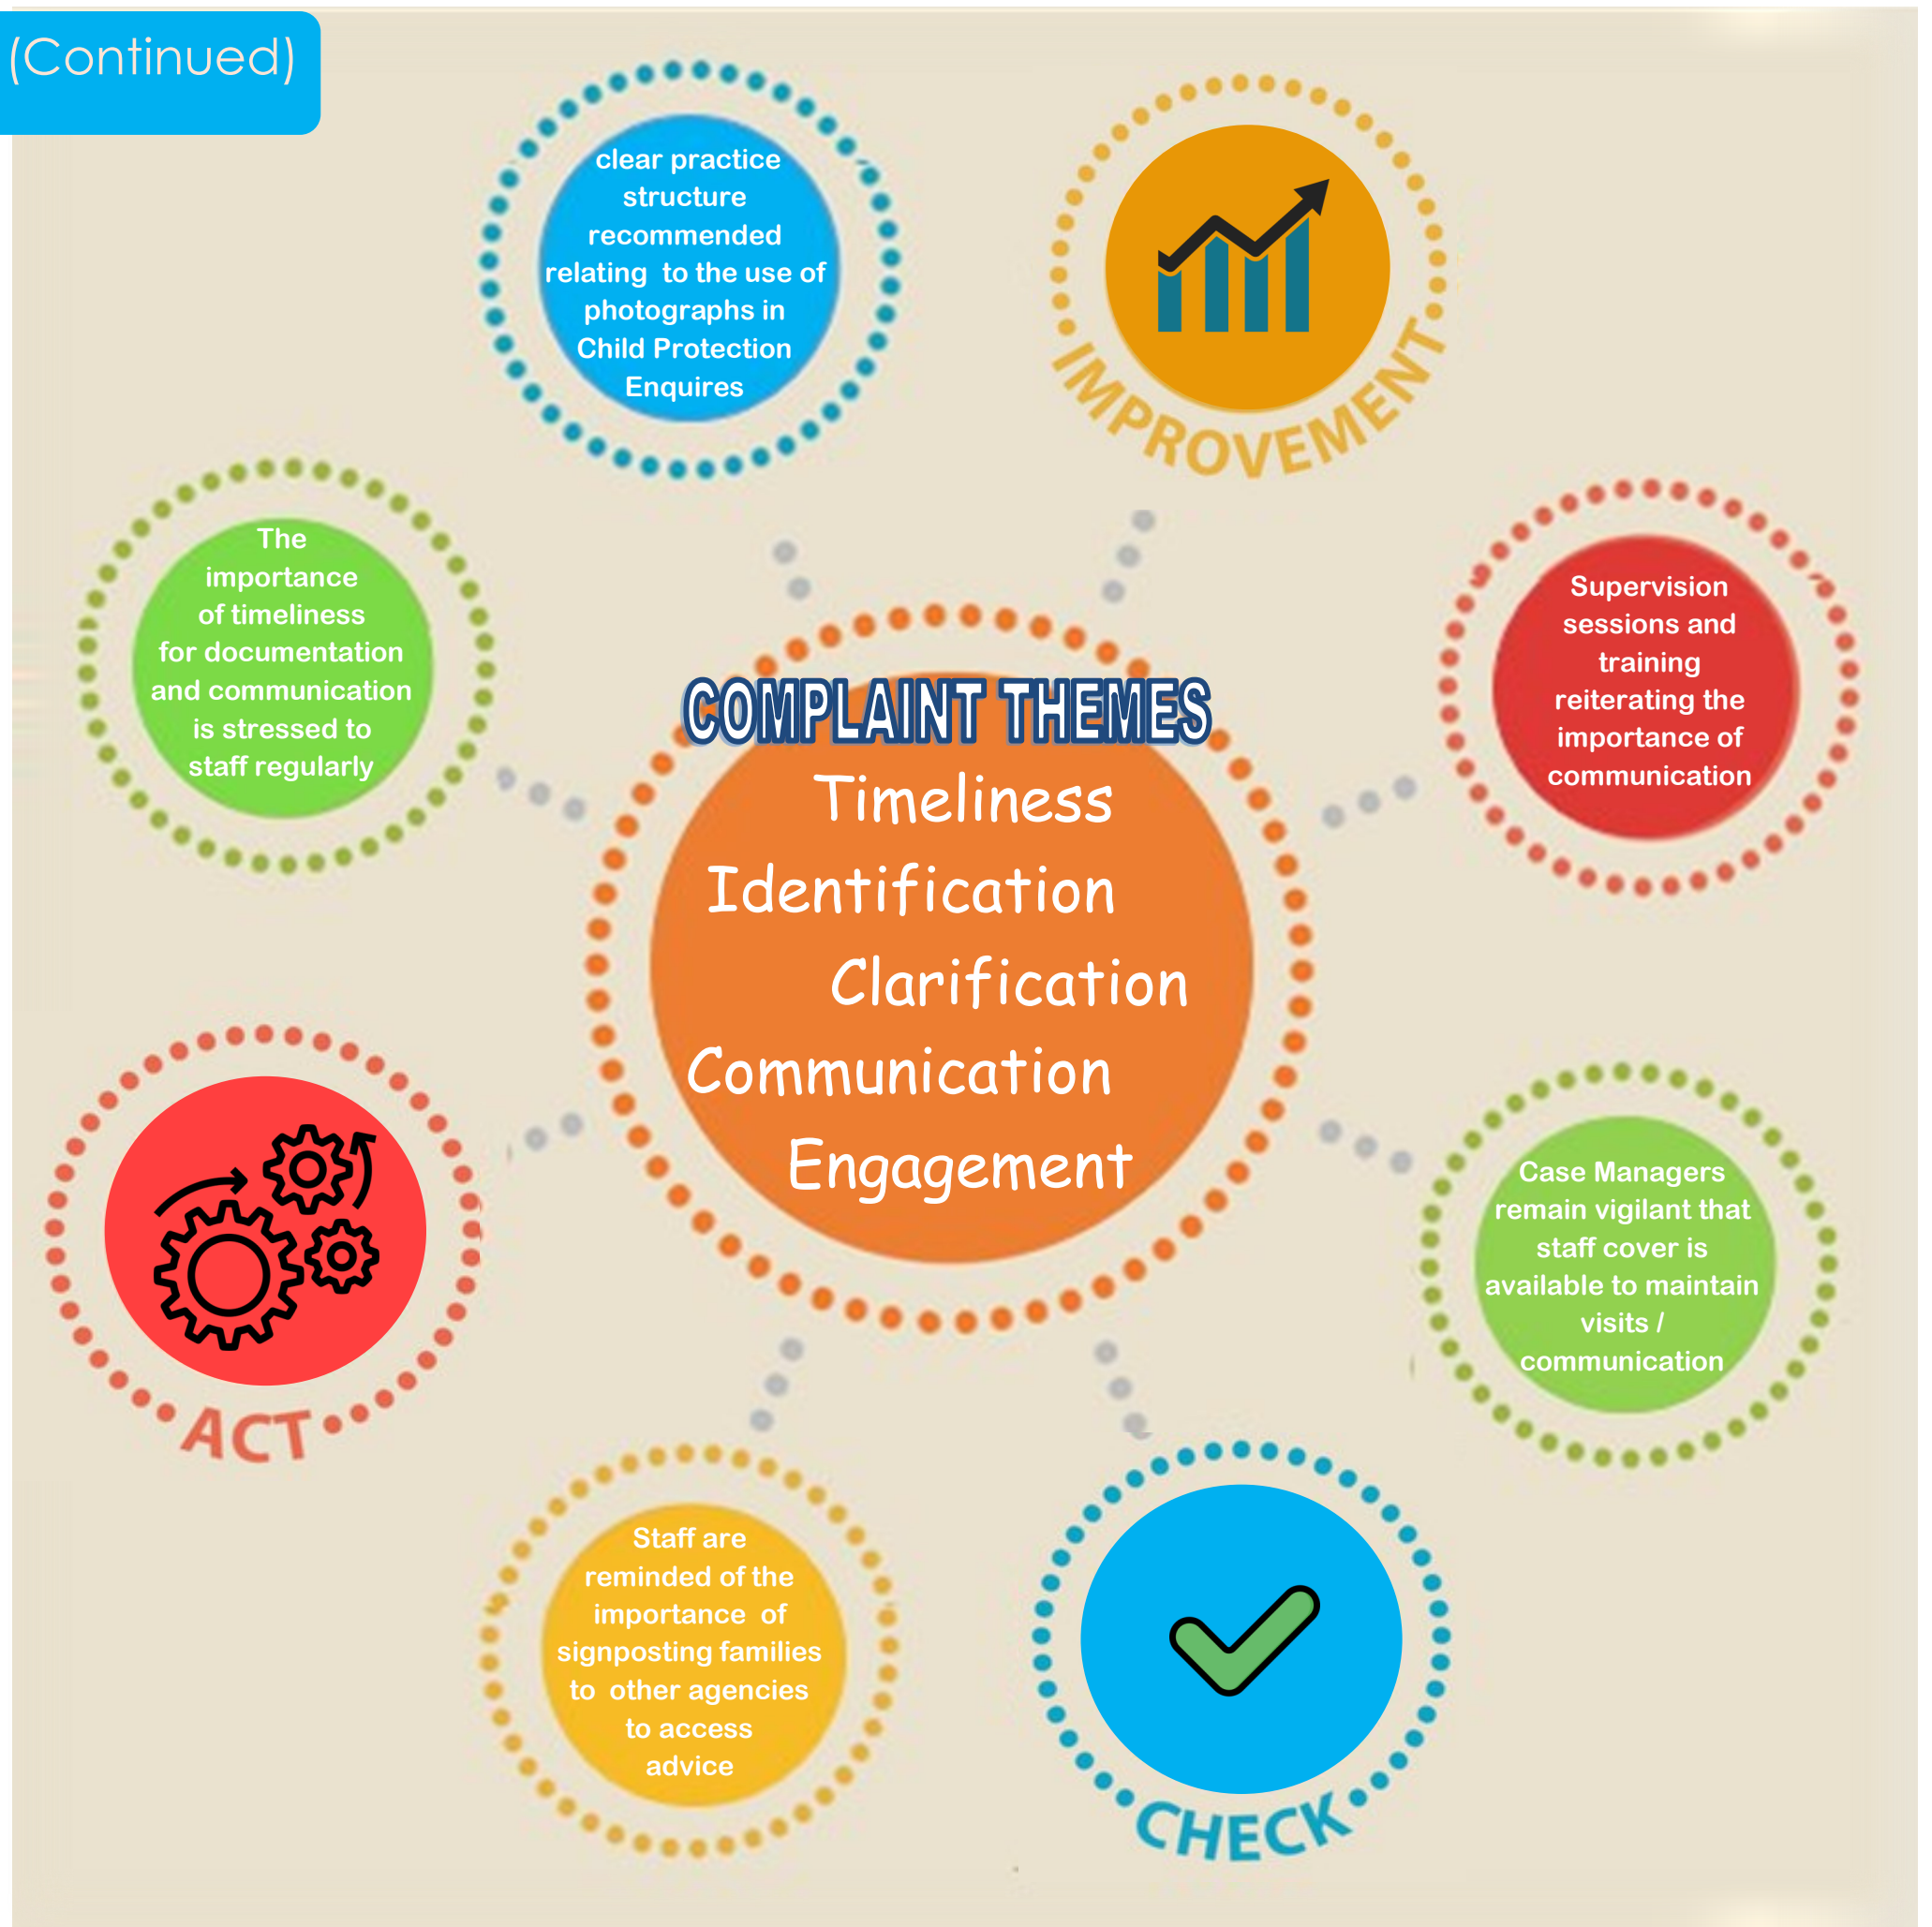 (Continued)
clear practice
structure
recommended
relating  to the use of
photographs in
Child Protection
Enquires
IMPROVEMENT
The
importance
of timeliness
for documentation
and communication
is stressed to
staff regularly
Supervision
sessions and
training
reiterating the
importance of
communication
COMPLAINT THEMES
Timeliness
Identification
Clarification
Communication
Engagement
ACT
Case Managers
remain vigilant that
staff cover is
available to maintain
visits /
communication
Staff are
reminded of the
importance  of
signposting families
to  other agencies
to access
advice
CHECK